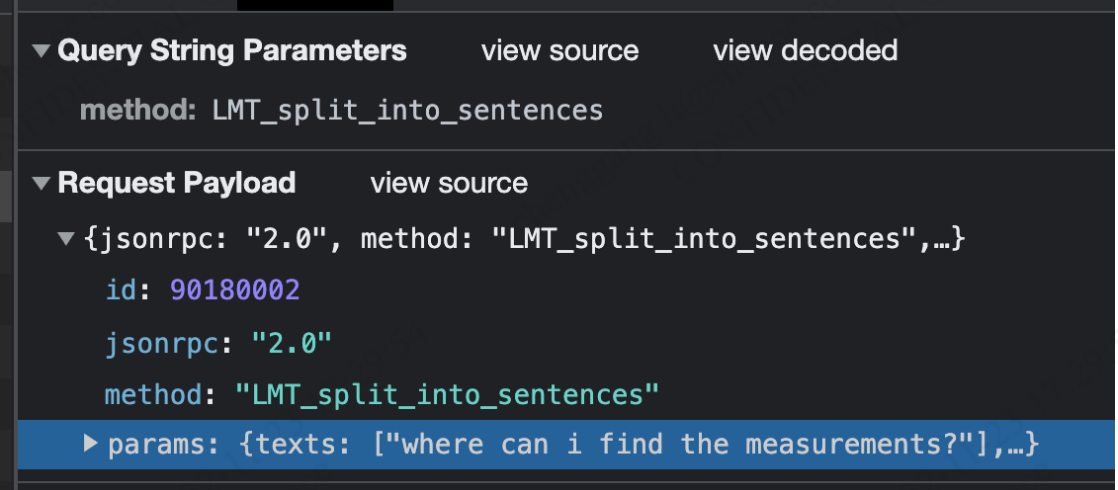 Query String Parameters view source view decoded
method: LMT_split_into_sentences
Request Payload view source
{jsonrpc: "2.0", method: "LMT_split_into_sentences",…}
id: 90180002
jsonrpc: "2.0"
method: "LMT_split_into_sentences"
params: {texts: ["where can i find the measurements?"],…}